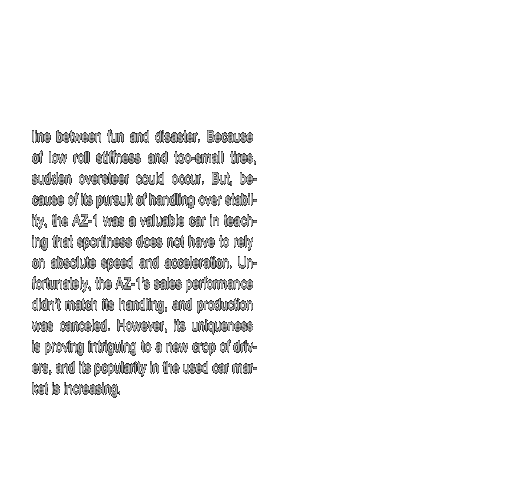 line between fun and disaster. Because
of low roll stiffness and too-small tires,
sudden oversteer could occur. But, be-
cause of its pursuit of handling over stabil-
ity, the AZ-1 was a valuable car in teach-
ing that sportiness does not have to rely
on absolute speed and acceleration. Un-
fortunately, the AZ-1's sales performance
didn't match its handling, and production
was canceled. However, its uniqueness
is proving intriguing to a new crop of driv-
ers, and its popularity in the used car mar-
ket is increasing.